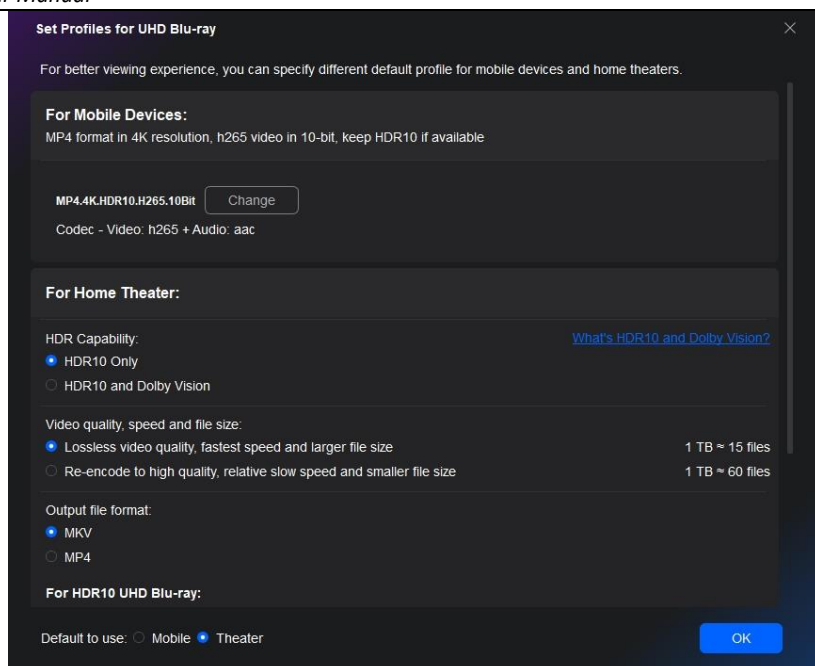 Manual
Set Profiles for UHD Blu-ray
For better viewing experience, you can specify different default profile for mobile devices and home theaters.
For Mobile Devices:
MP4 format in 4K resolution, h265 video in 10-bit, keep HDR10 if available
MP4.4K.HDR10.H265.10Bit Change
Codec - Video: h265 + Audio: aac
For Home Theater:
HDR Capability: What's HDR10 and Dolby Vision?
HDR10 Only
HDR10 and Dolby Vision
Video quality, speed and file size:
Lossless video quality, fastest speed and larger file size 1 TB ≈ 15 files
Re-encode to high quality, relative slow speed and smaller file size 1 TB ≈ 60 files
Output file format:
MKV
MP4
For HDR10 UHD Blu-ray:
Default to use: Mobile Theater OK